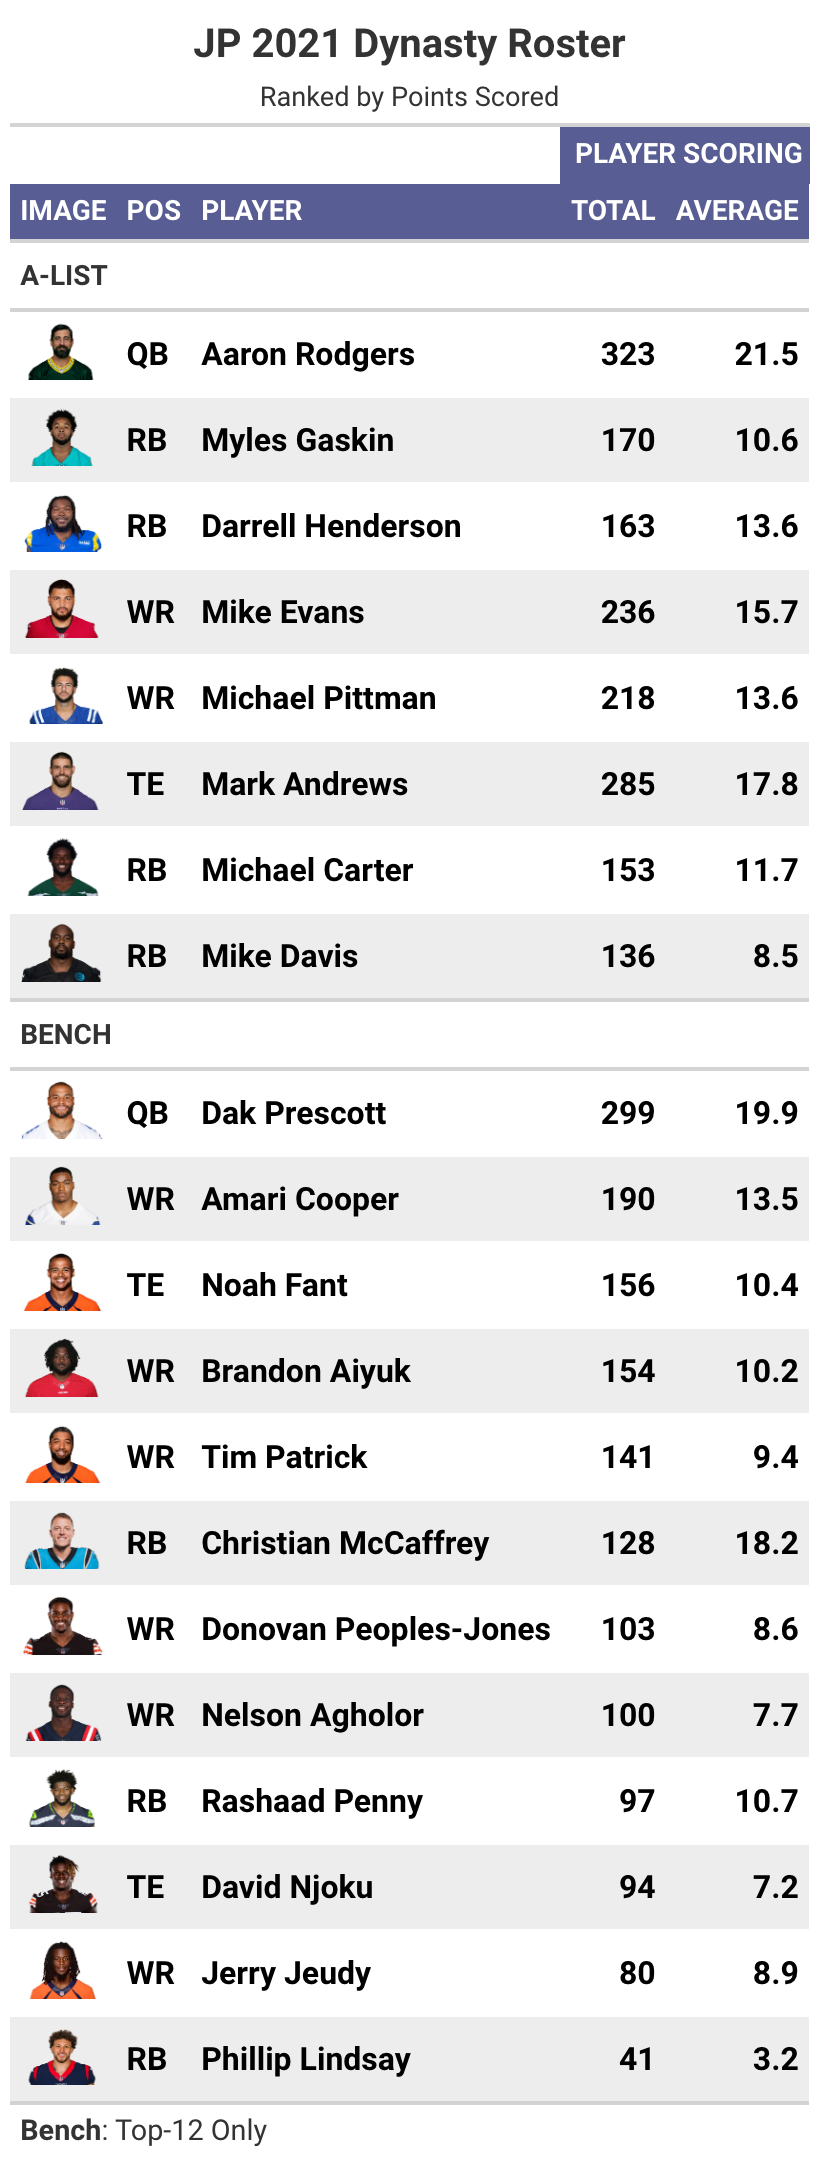 JP 2021 Dynasty Roster
Ranked by Points Scored
PLAYER SCORING
IMAGE POS PLAYER TOTAL AVERAGE
A-LIST
QB Aaron Rodgers 323 21.5
RB Myles Gaskin 170 10.6
RB Darrell Henderson 163 13.6
WR Mike Evans 236 15.7
WR Michael Pittman 218 13.6
TE Mark Andrews 285 17.8
RB Michael Carter 153 11.7
RB Mike Davis 136 8.5
BENCH
QB Dak Prescott 299 19.9
WR Amari Cooper 190 13.5
TE Noah Fant 156 10.4
WR Brandon Aiyuk 154 10.2
WR Tim Patrick 141 9.4
RB Christian McCaffrey 128 18.2
WR Donovan Peoples-Jones 103 8.6
WR Nelson Agholor 100 7.7
RB Rashaad Penny 97 10.7
TE David Njoku 94 7.2
WR Jerry Jeudy 80 8.9
RB Phillip Lindsay 41 3.2
Bench: Top-12 Only